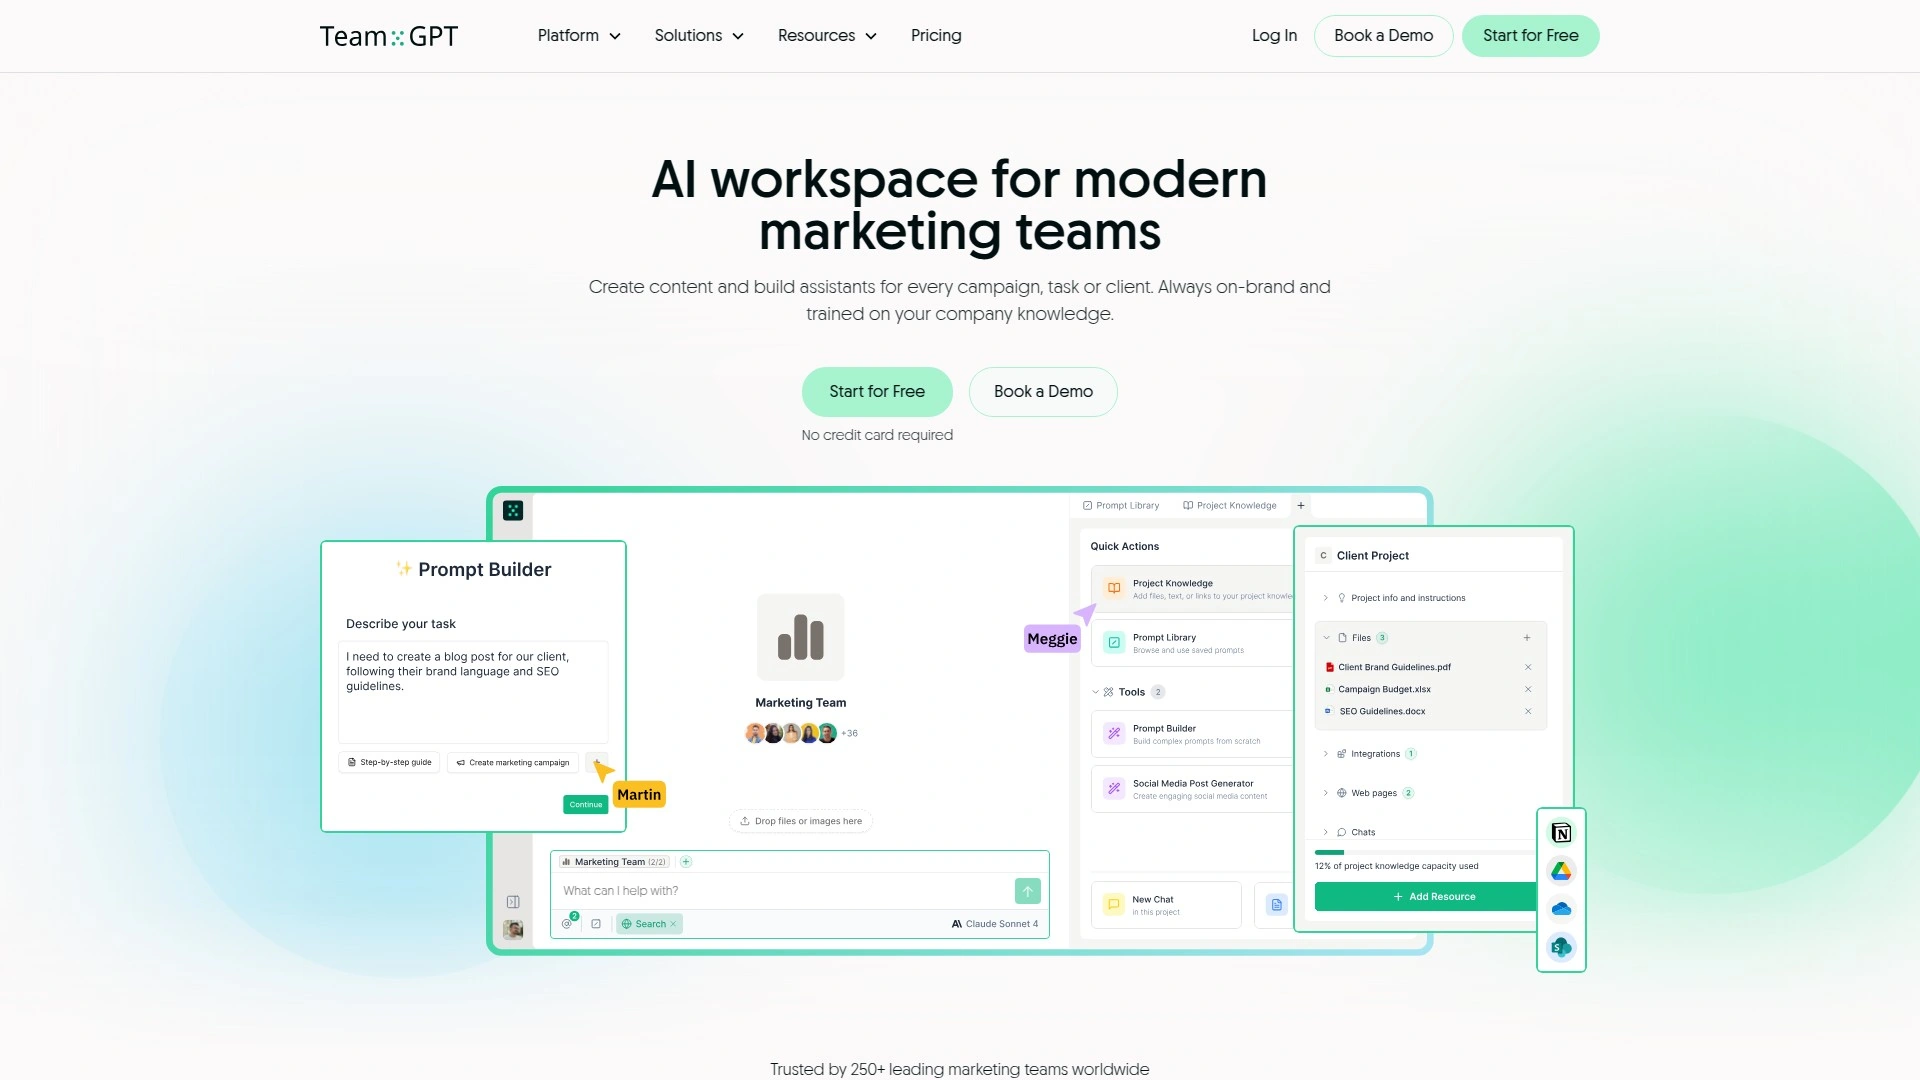 Team GPT
Platform
Solutions
Resources
Pricing
Log In
Book a Demo
Start for Free
AI workspace for modern
marketing teams
Create content and build assistants for every campaign, task or client. Always on-brand and
trained on your company knowledge.
Start for Free
Book a Demo
No credit card required
Prompt Builder
Describe your task
I need to create a blog post for our client,
following their brand language and SEO
guidelines.
Step-by-step guide
Create marketing campaign
Continue
Martin
Marketing Team
+36
Drop files or images here
Marketing Team (2/2)
What can I help with?
2
Search
Claude Sonnet 4
Prompt Library
Project Knowledge
Quick Actions
Project Knowledge
Add files, text, or links to your project knowle
Meggie
Prompt Library
Browse and use saved prompts
Tools 2
Prompt Builder
Build complex prompts from scratch
Social Media Post Generator
Create engaging social media content
New Chat
in this project
C Client Project
Project info and instructions
Files 3
Client Brand Guidelines.pdf
Campaign Budget.xlsx
SEO Guidelines.docx
Integrations 1
Web pages 2
Chats
12% of project knowledge capacity used
+ Add Resource
Trusted by 250+ leading marketing teams worldwide